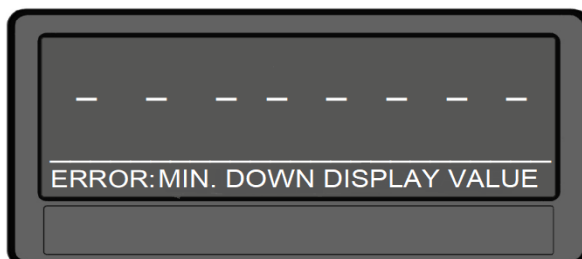 – – – – – – – –
ERROR:MIN. DOWN DISPLAY VALUE